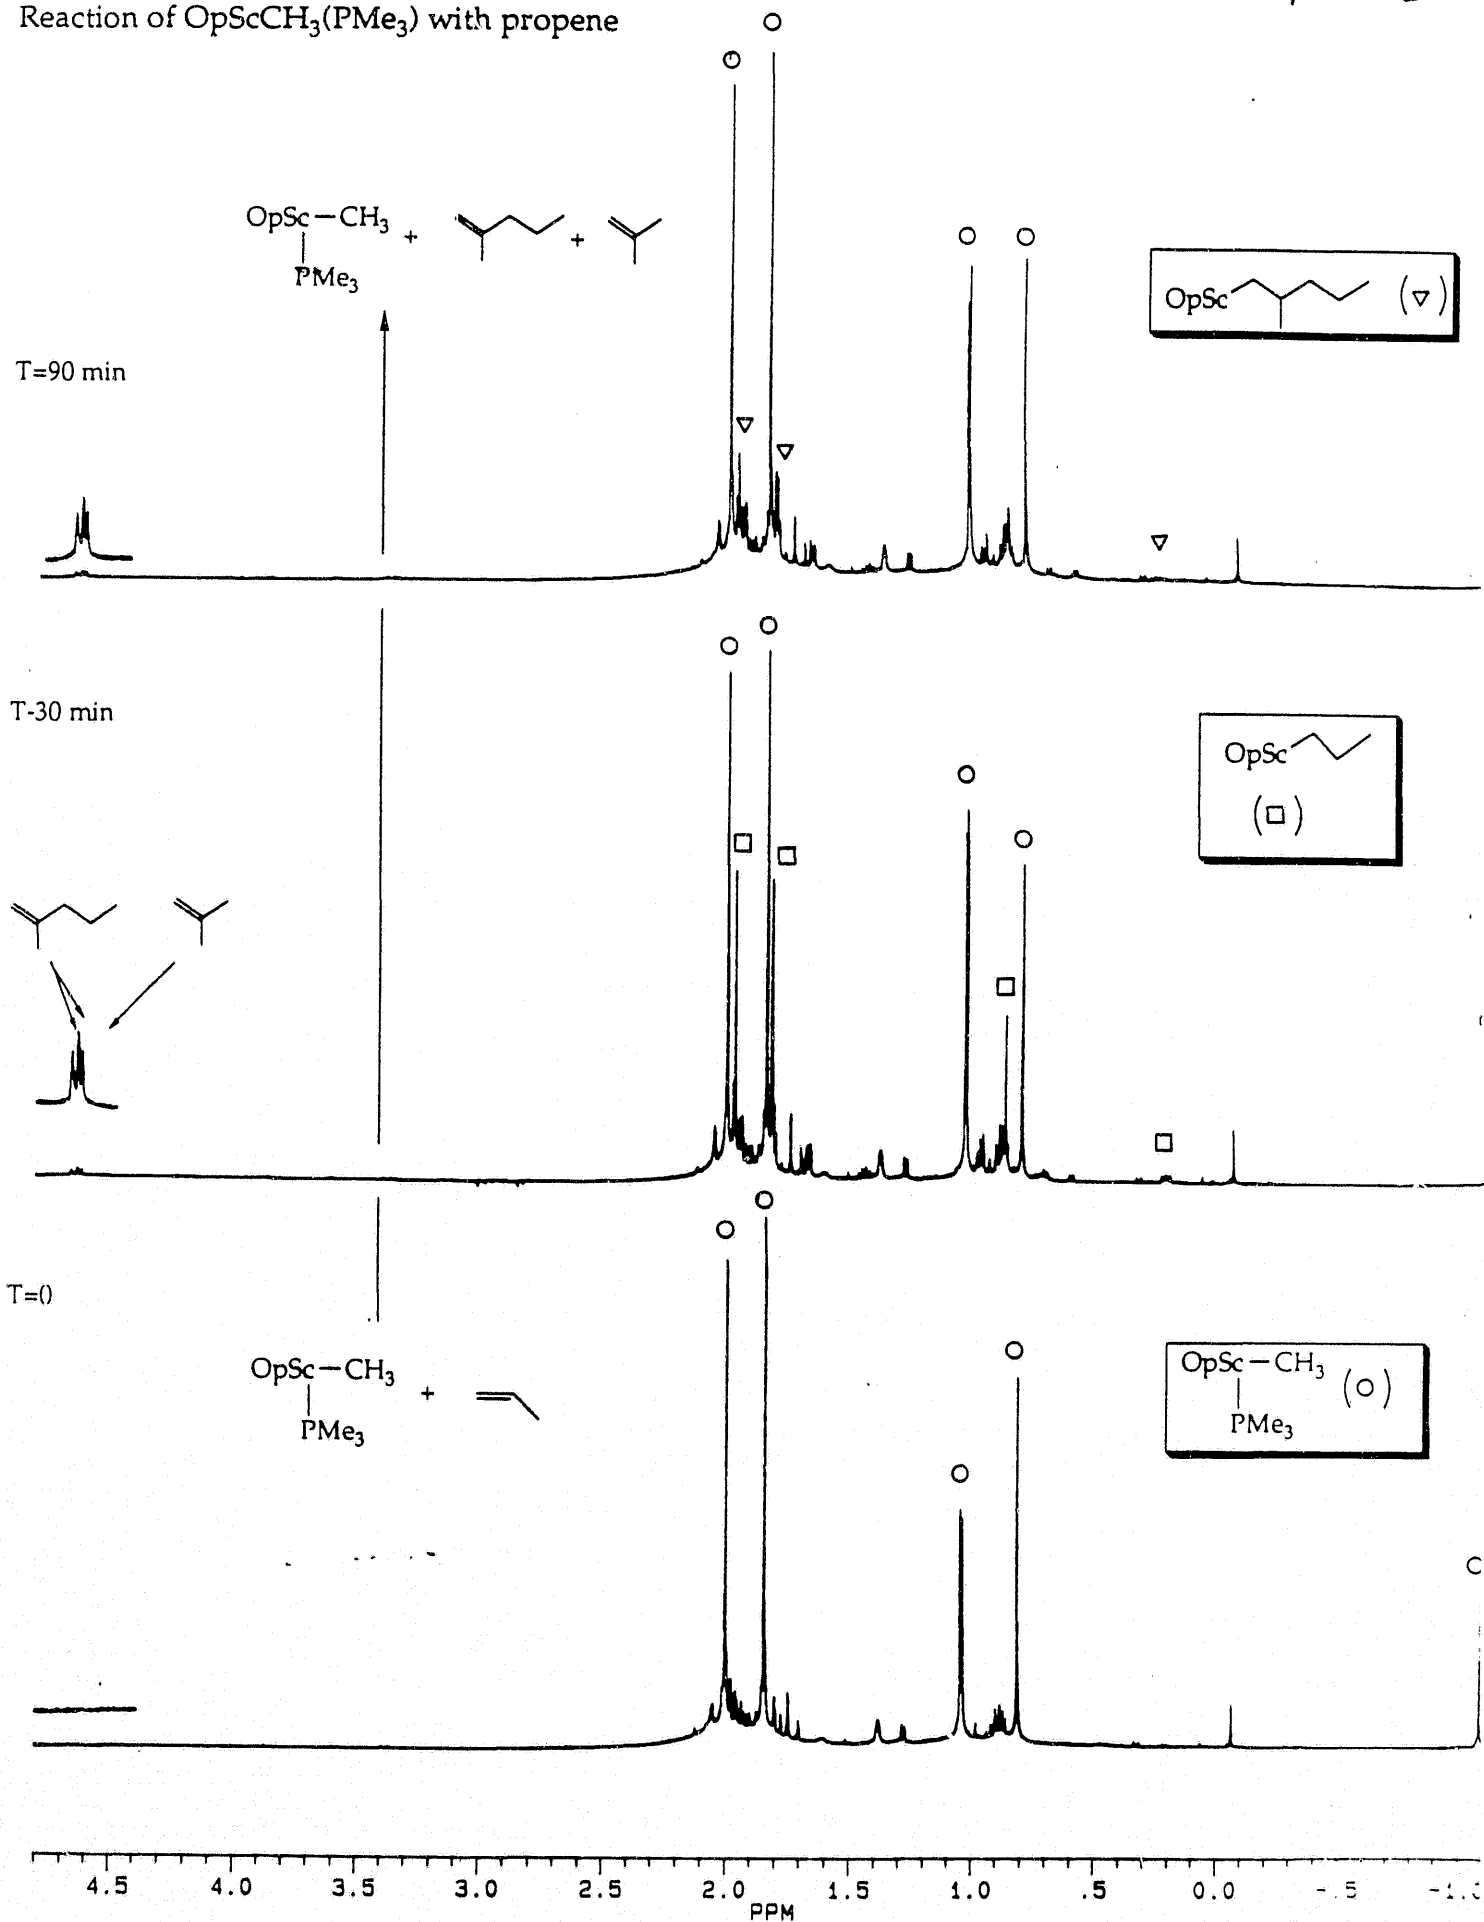 Reaction of OpScCH3(PMe3) with propene
OpSc—CH3
PMe3
+
+
OpSc
(▽)
T=90 min
T-30 min
OpSc
(□)
T=0
OpSc—CH3
PMe3
+
OpSc—CH3
(O)
PMe3
4.5 4.0 3.5 3.0 2.5 2.0 1.5 1.0 .5 0.0 -.5
PPM